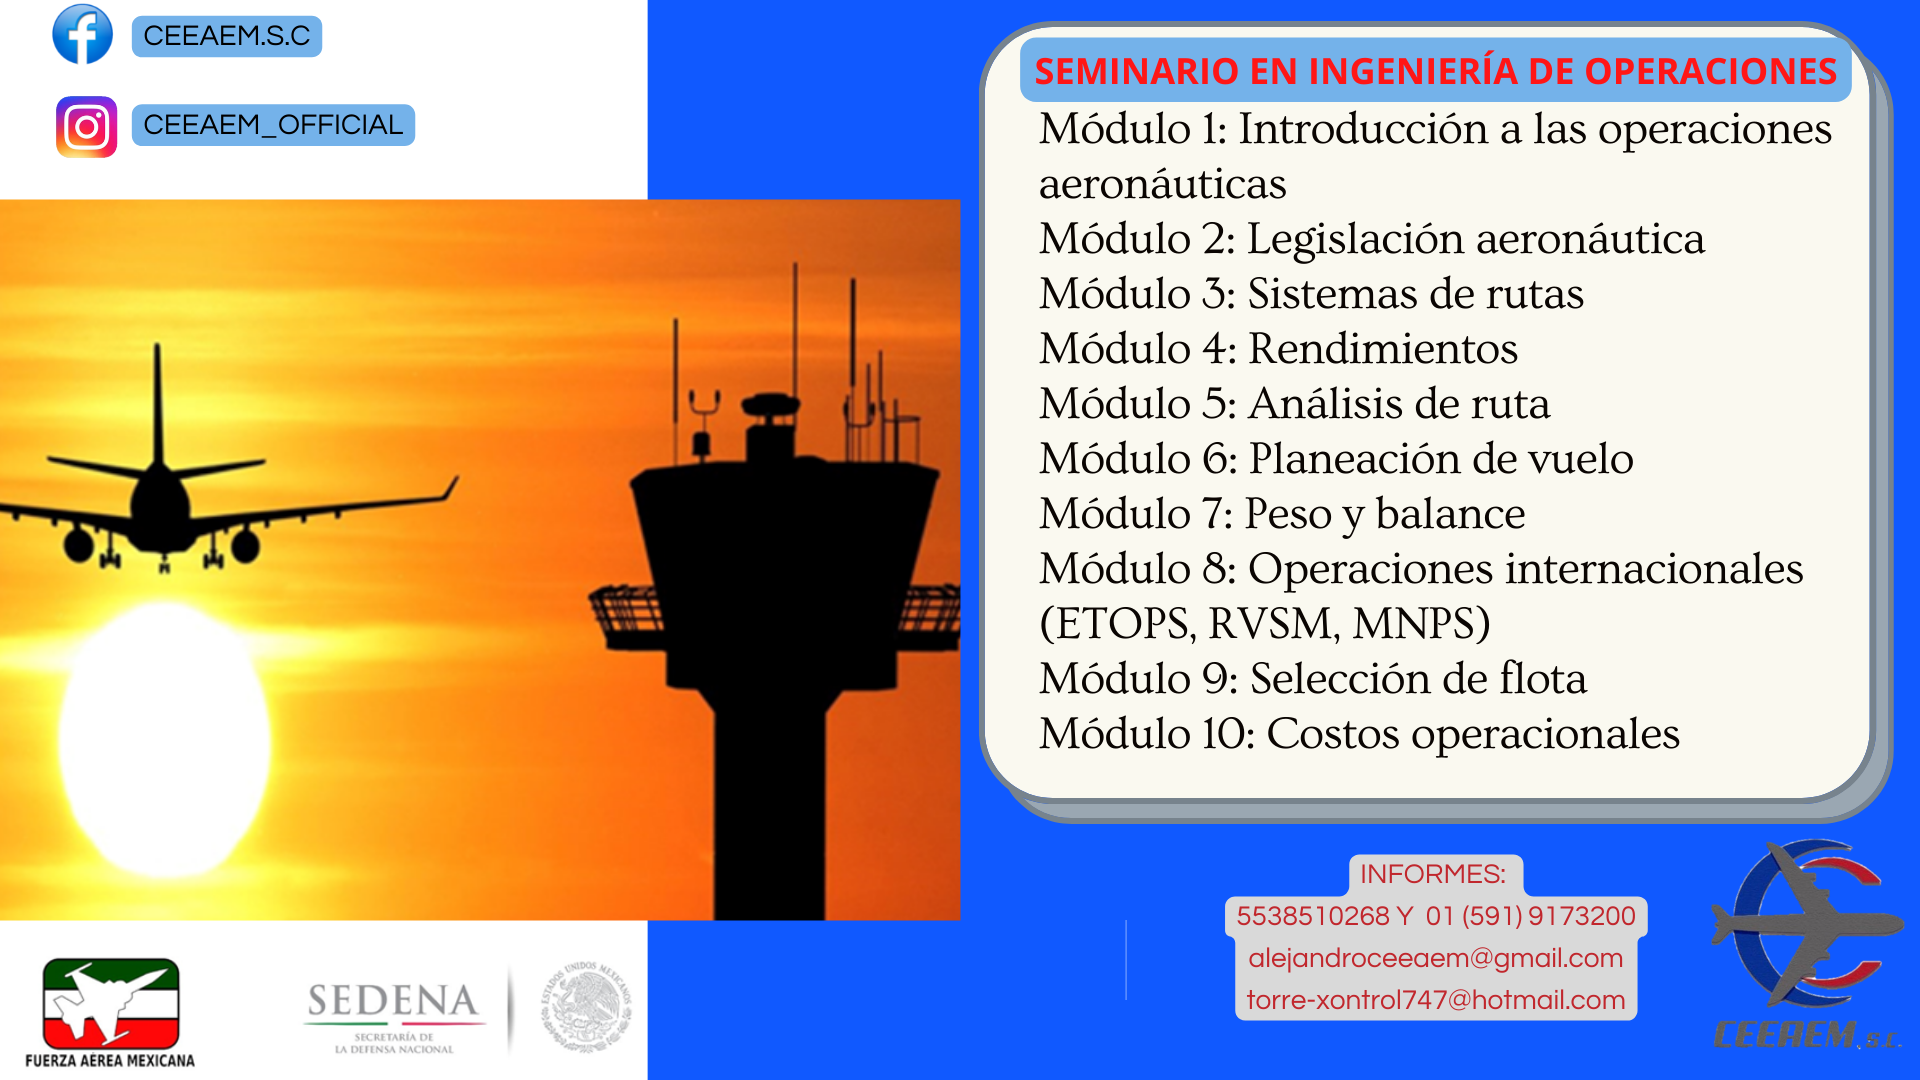 CEEAEM.S.C
CEEAEM_OFFICIAL
SEMINARIO EN INGENIERÍA DE OPERACIONES
Módulo 1: Introducción a las operaciones
aeronáuticas
Módulo 2: Legislación aeronáutica
Módulo 3: Sistemas de rutas
Módulo 4: Rendimientos
Módulo 5: Análisis de ruta
Módulo 6: Planeación de vuelo
Módulo 7: Peso y balance
Módulo 8: Operaciones internacionales
(ETOPS, RVSM, MNPS)
Módulo 9: Selección de flota
Módulo 10: Costos operacionales
INFORMES:
5538510268 Y 01 (591) 9173200
alejandroceeaem@gmail.com
torre-xontrol747@hotmail.com
FUERZA AÉREA MEXICANA
SEDENA
SECRETARÍA DE
LA DEFENSA NACIONAL
ESTADOS UNIDOS MEXICANOS
CEEAEM, S.C.